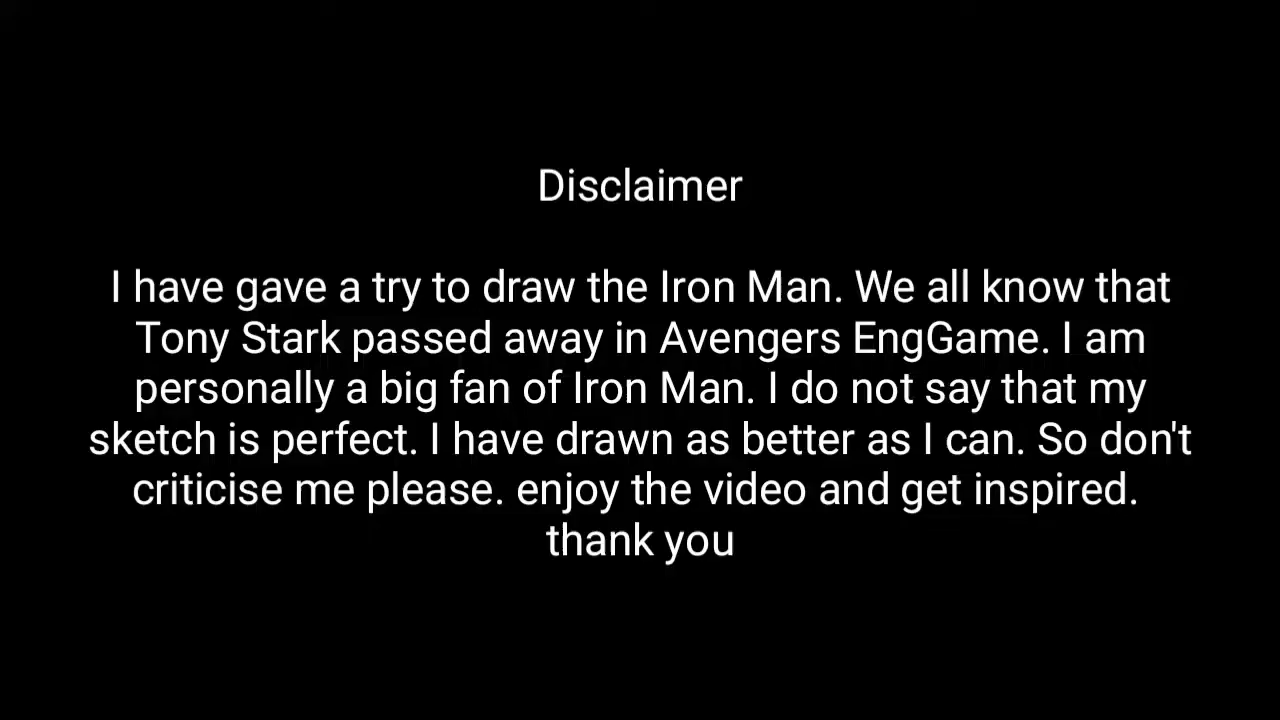 Disclaimer
I have gave a try to draw the Iron Man. We all know that
Tony Stark passed away in Avengers EngGame. I am
personally a big fan of Iron Man. I do not say that my
sketch is perfect. I have drawn as better as I can. So don't
criticise me please. enjoy the video and get inspired.
thank you